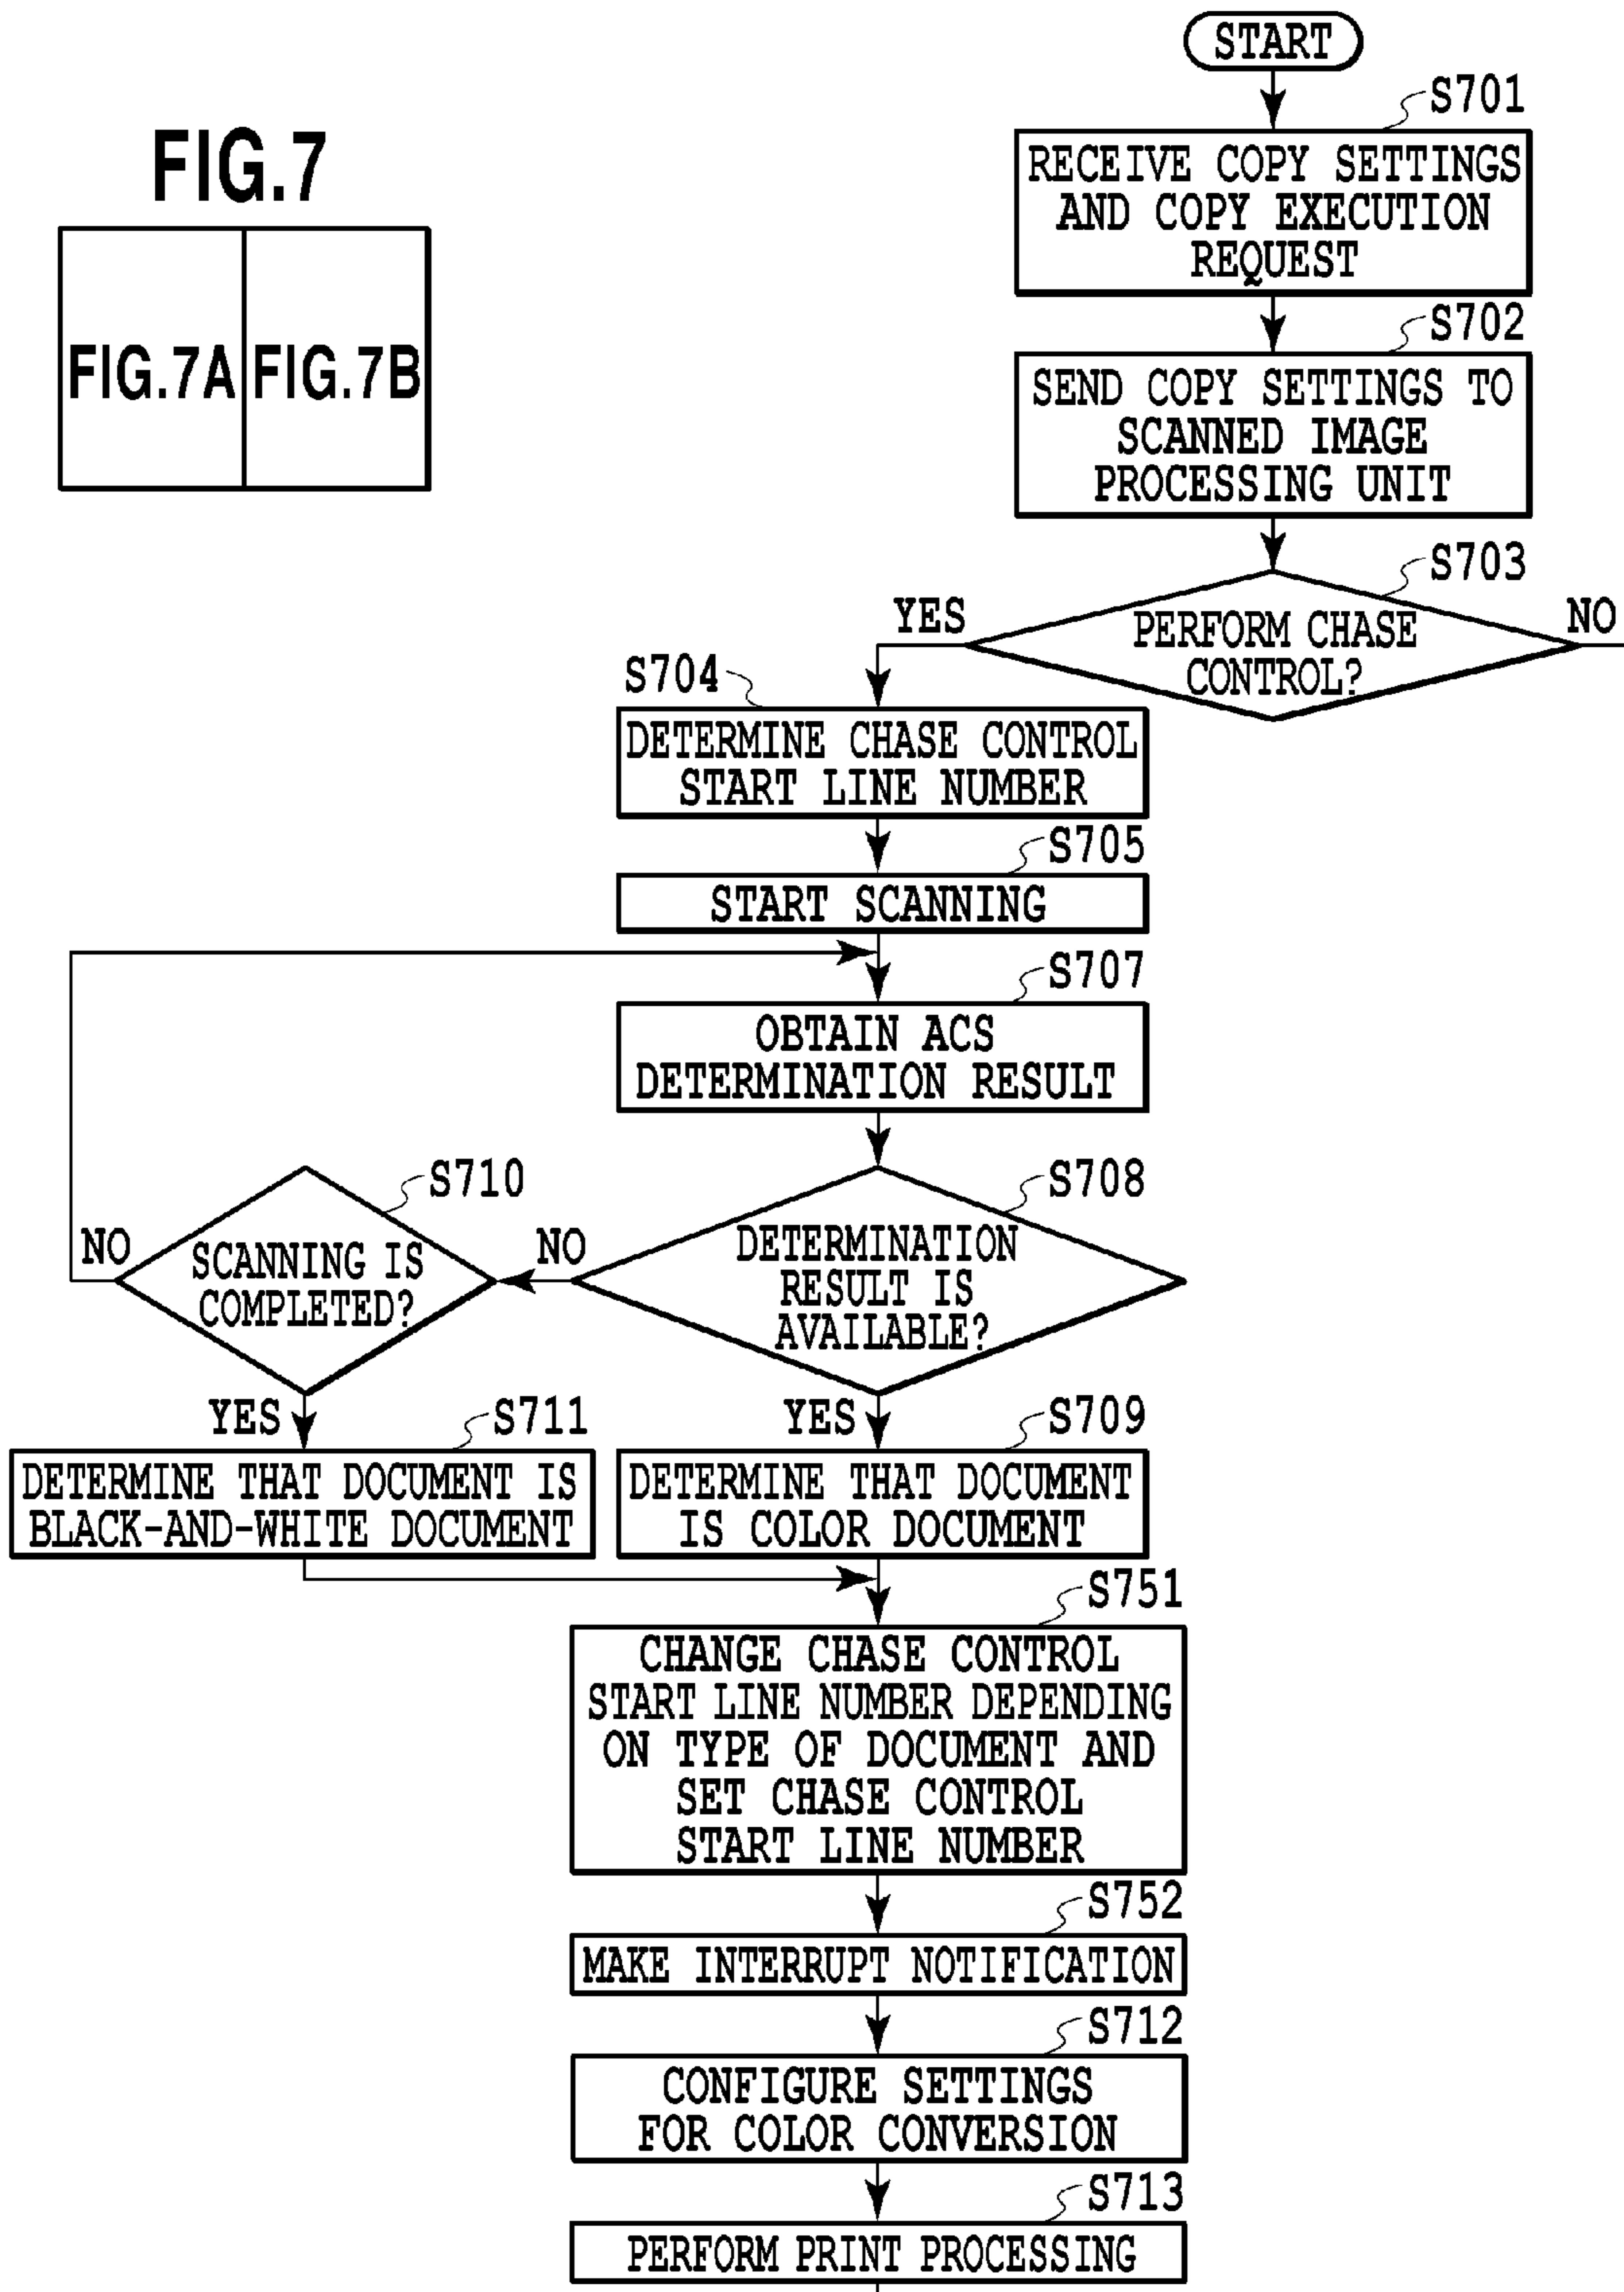 FIG.7
FIG.7A
FIG.7B
START
S701
RECEIVE COPY SETTINGS
AND COPY EXECUTION
REQUEST
S702
SEND COPY SETTINGS TO
SCANNED IMAGE
PROCESSING UNIT
S703
YES
PERFORM CHASE
CONTROL?
NO
S704
DETERMINE CHASE CONTROL
START LINE NUMBER
S705
START SCANNING
S707
OBTAIN ACS
DETERMINATION RESULT
S710
NO
SCANNING IS
COMPLETED?
S708
NO
DETERMINATION
RESULT IS
AVAILABLE?
YES
S711
DETERMINE THAT DOCUMENT IS
BLACK-AND-WHITE DOCUMENT
YES
S709
DETERMINE THAT DOCUMENT
IS COLOR DOCUMENT
S751
CHANGE CHASE CONTROL
START LINE NUMBER DEPENDING
ON TYPE OF DOCUMENT AND
SET CHASE CONTROL
START LINE NUMBER
S752
MAKE INTERRUPT NOTIFICATION
S712
CONFIGURE SETTINGS
FOR COLOR CONVERSION
S713
PERFORM PRINT PROCESSING